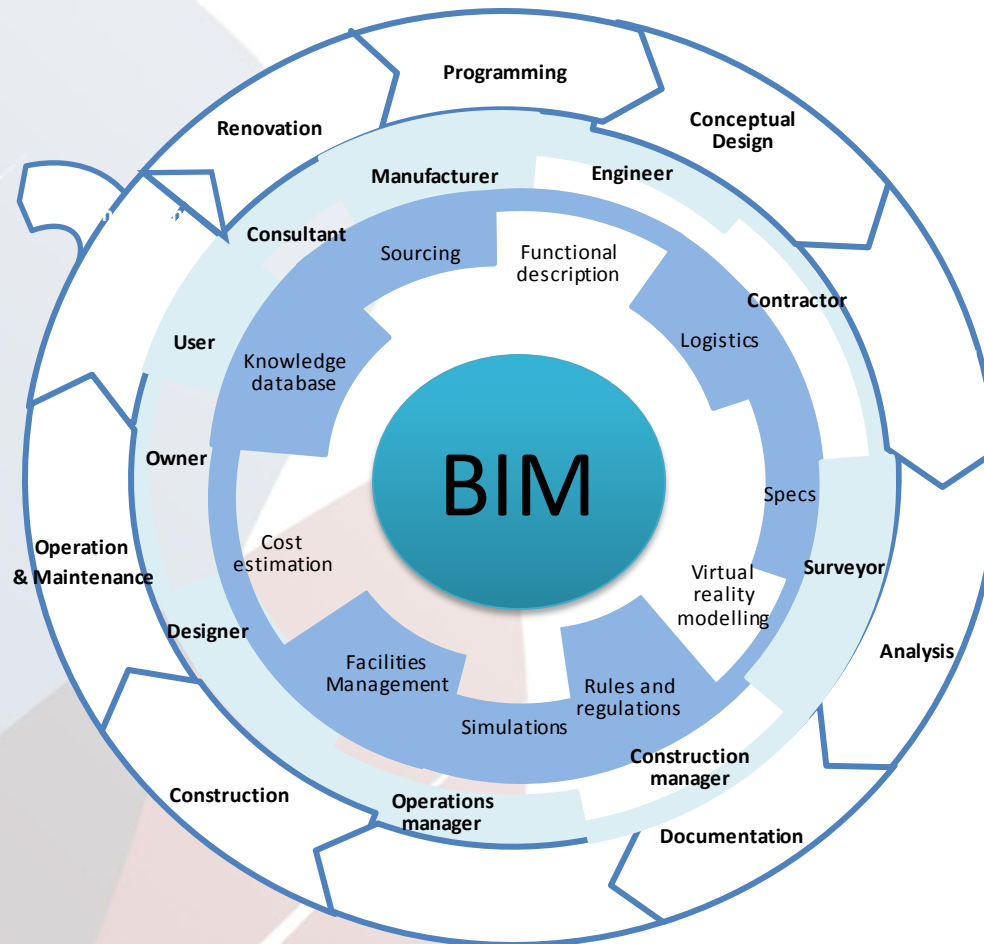 Programming
Conceptual
Design
Renovation
Engineer
Manufacturer
Consultant
Sourcing
Functional
description
Contractor
Logistics
User
Knowledge
database
BIM
Owner
Specs
Cost
estimation
Operation
& Maintenance
Virtual
reality
modelling
Surveyor
Designer
Analysis
Facilities
Management
Rules and
regulations
Simulations
Construction
manager
Construction
Operations
manager
Documentation